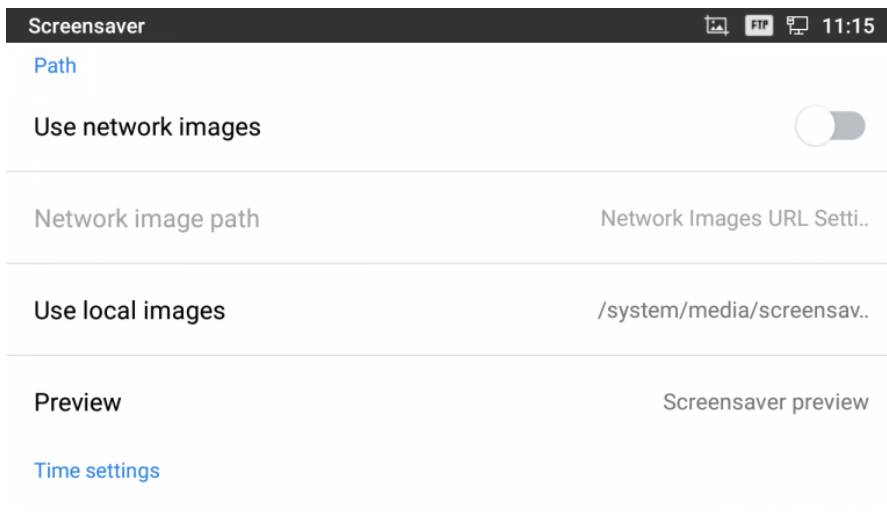 Screensaver FTP 11:15
Path
Use network images
Network image path Network Images URL Setti..
Use local images /system/media/screensav..
Preview Screensaver preview
Time settings